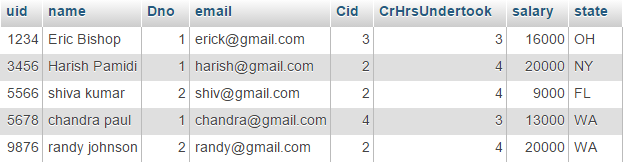 uid name Dno email Cid CrHrsUndertook salary state
1234 Eric Bishop 1 erick@gmail.com 3 3 16000 OH
3456 Harish Pamidi 1 harish@gmail.com 2 4 20000 NY
5566 shiva kumar 2 shiv@gmail.com 2 4 9000 FL
5678 chandra paul 1 chandra@gmail.com 4 3 13000 WA
9876 randy johnson 2 randy@gmail.com 2 4 20000 WA